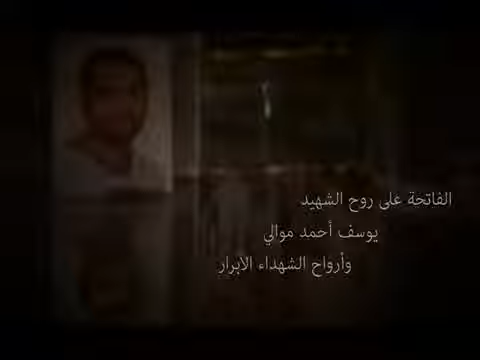 الفاتحة على روح الشهيد
يوسف أحمد موالي
وأرواح الشهداء الابرار